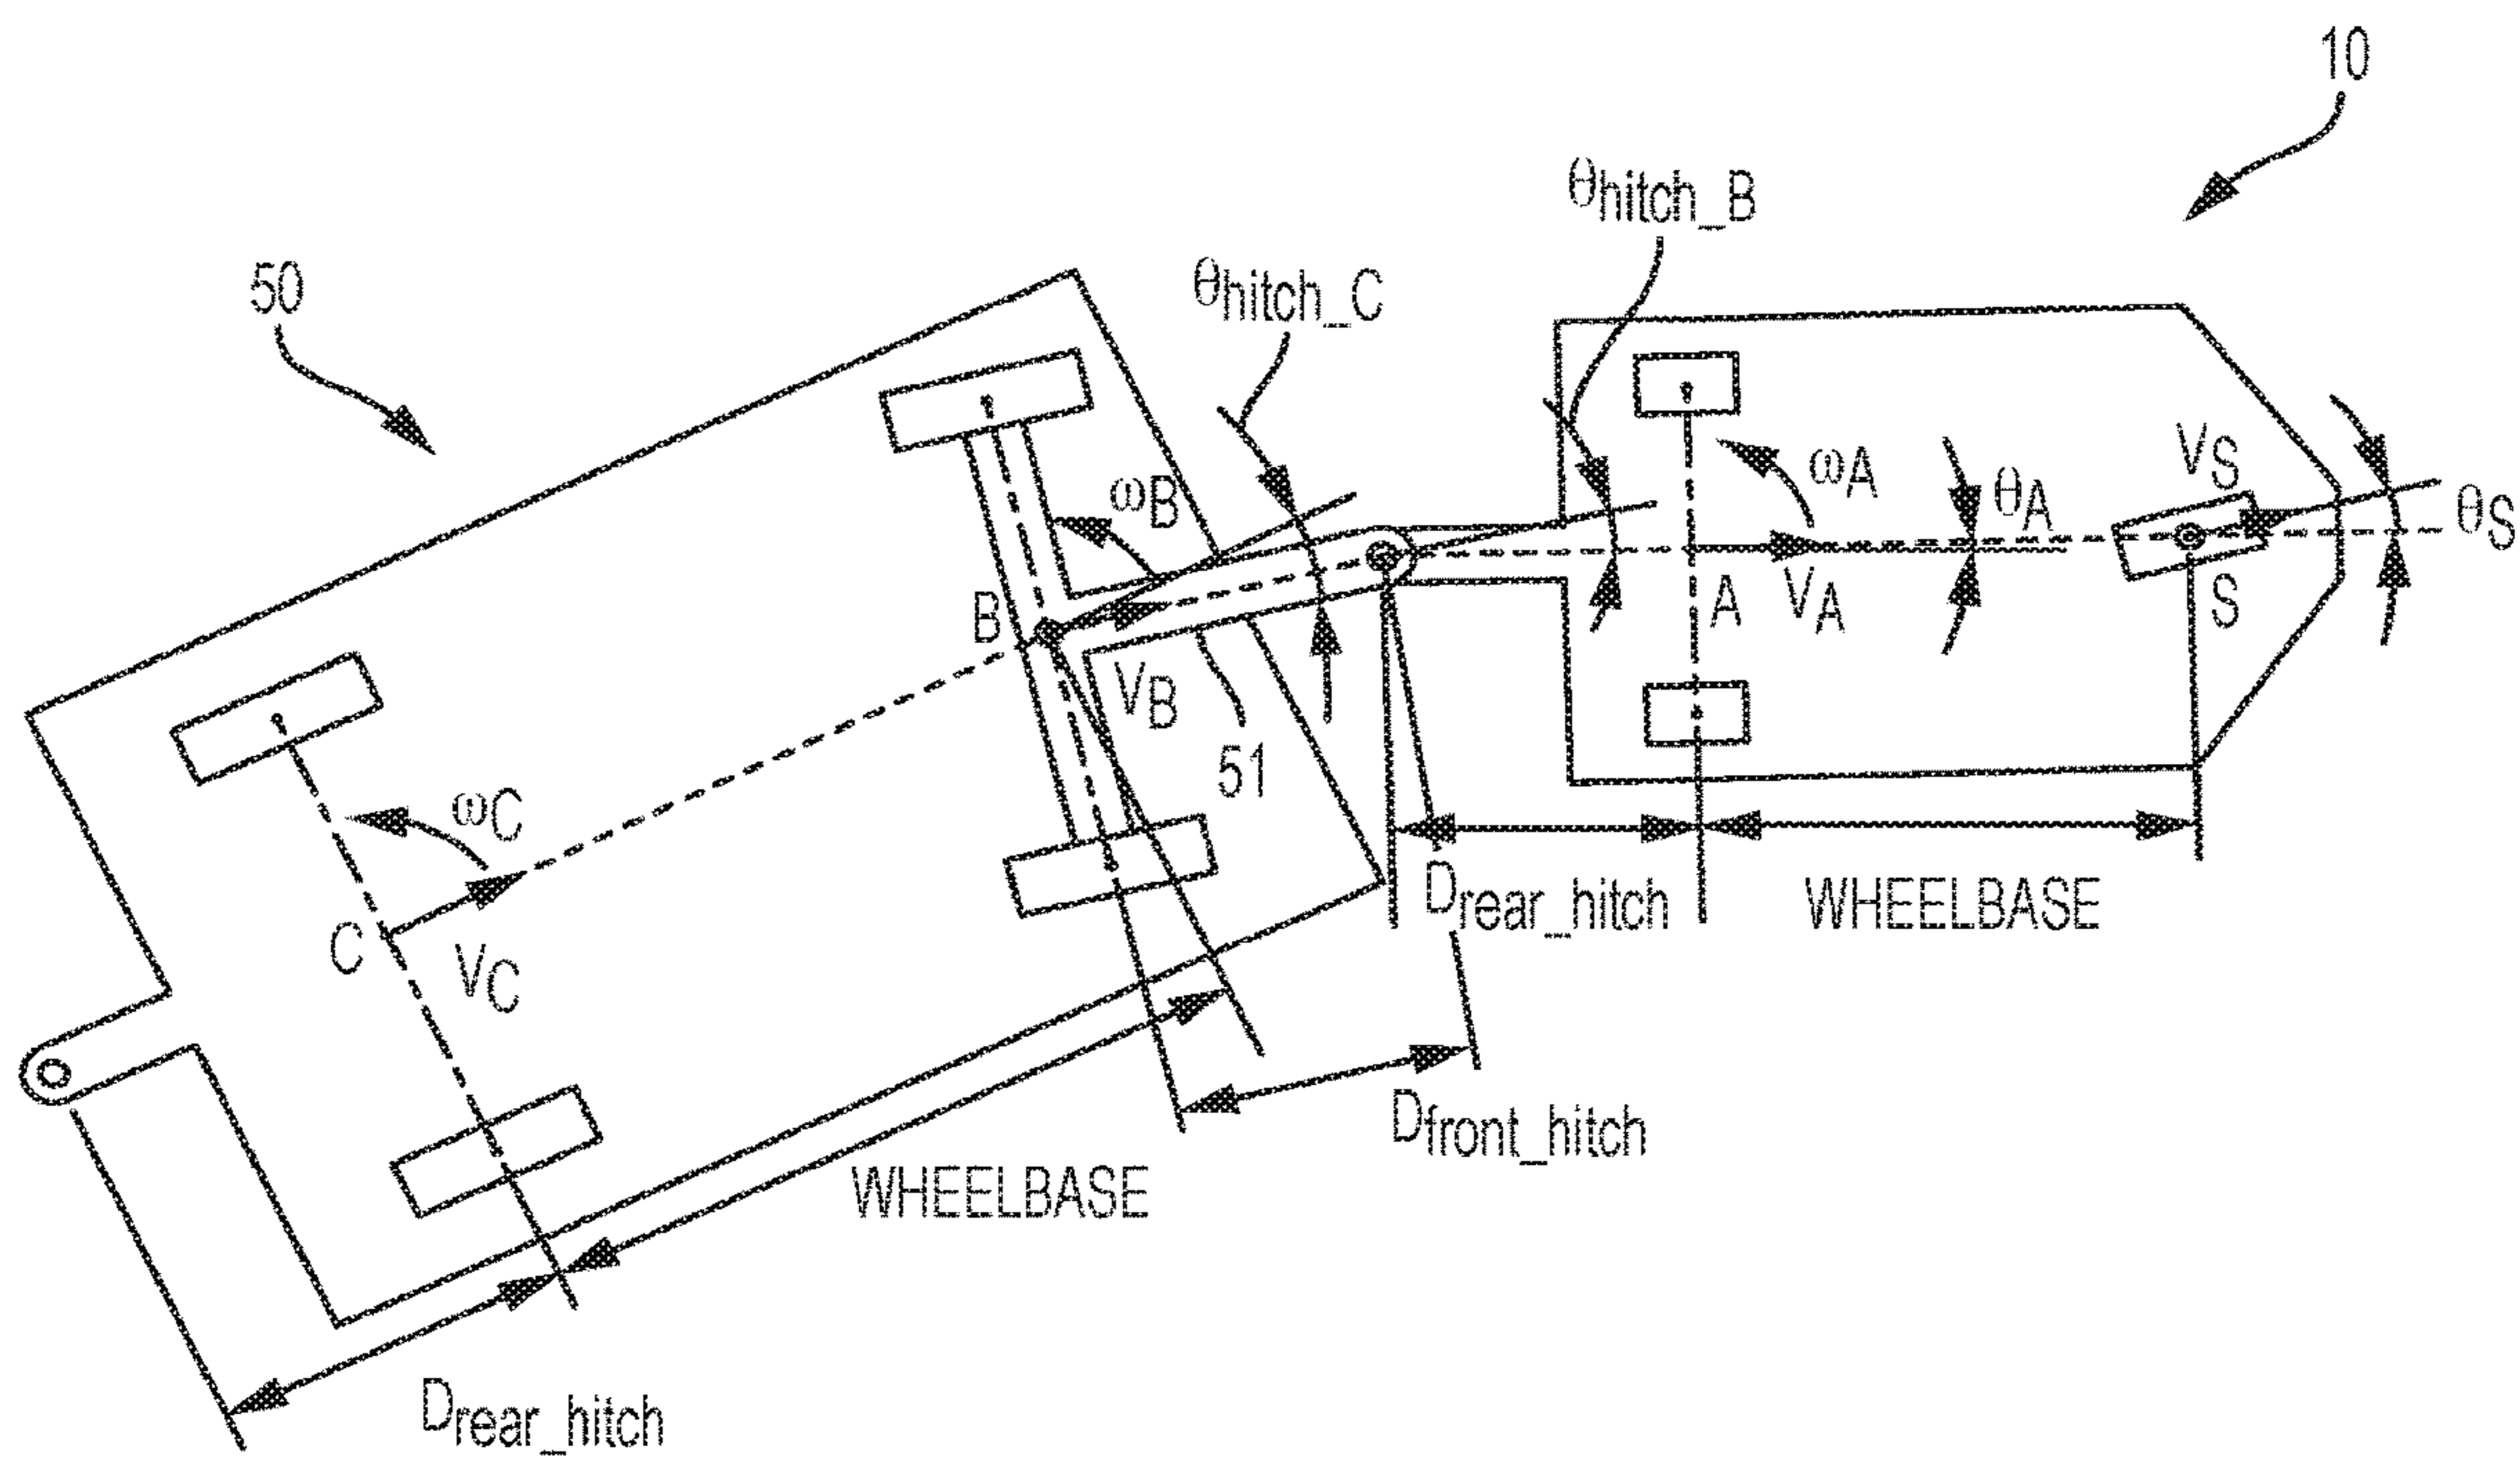 10
θhitch_B
50
θhitch_C
VS
ωA
θA
ωB
θS
B
A
VA
S
VB
51
ωC
Drear_hitch
WHEELBASE
C
VC
Dfront_hitch
WHEELBASE
Drear_hitch